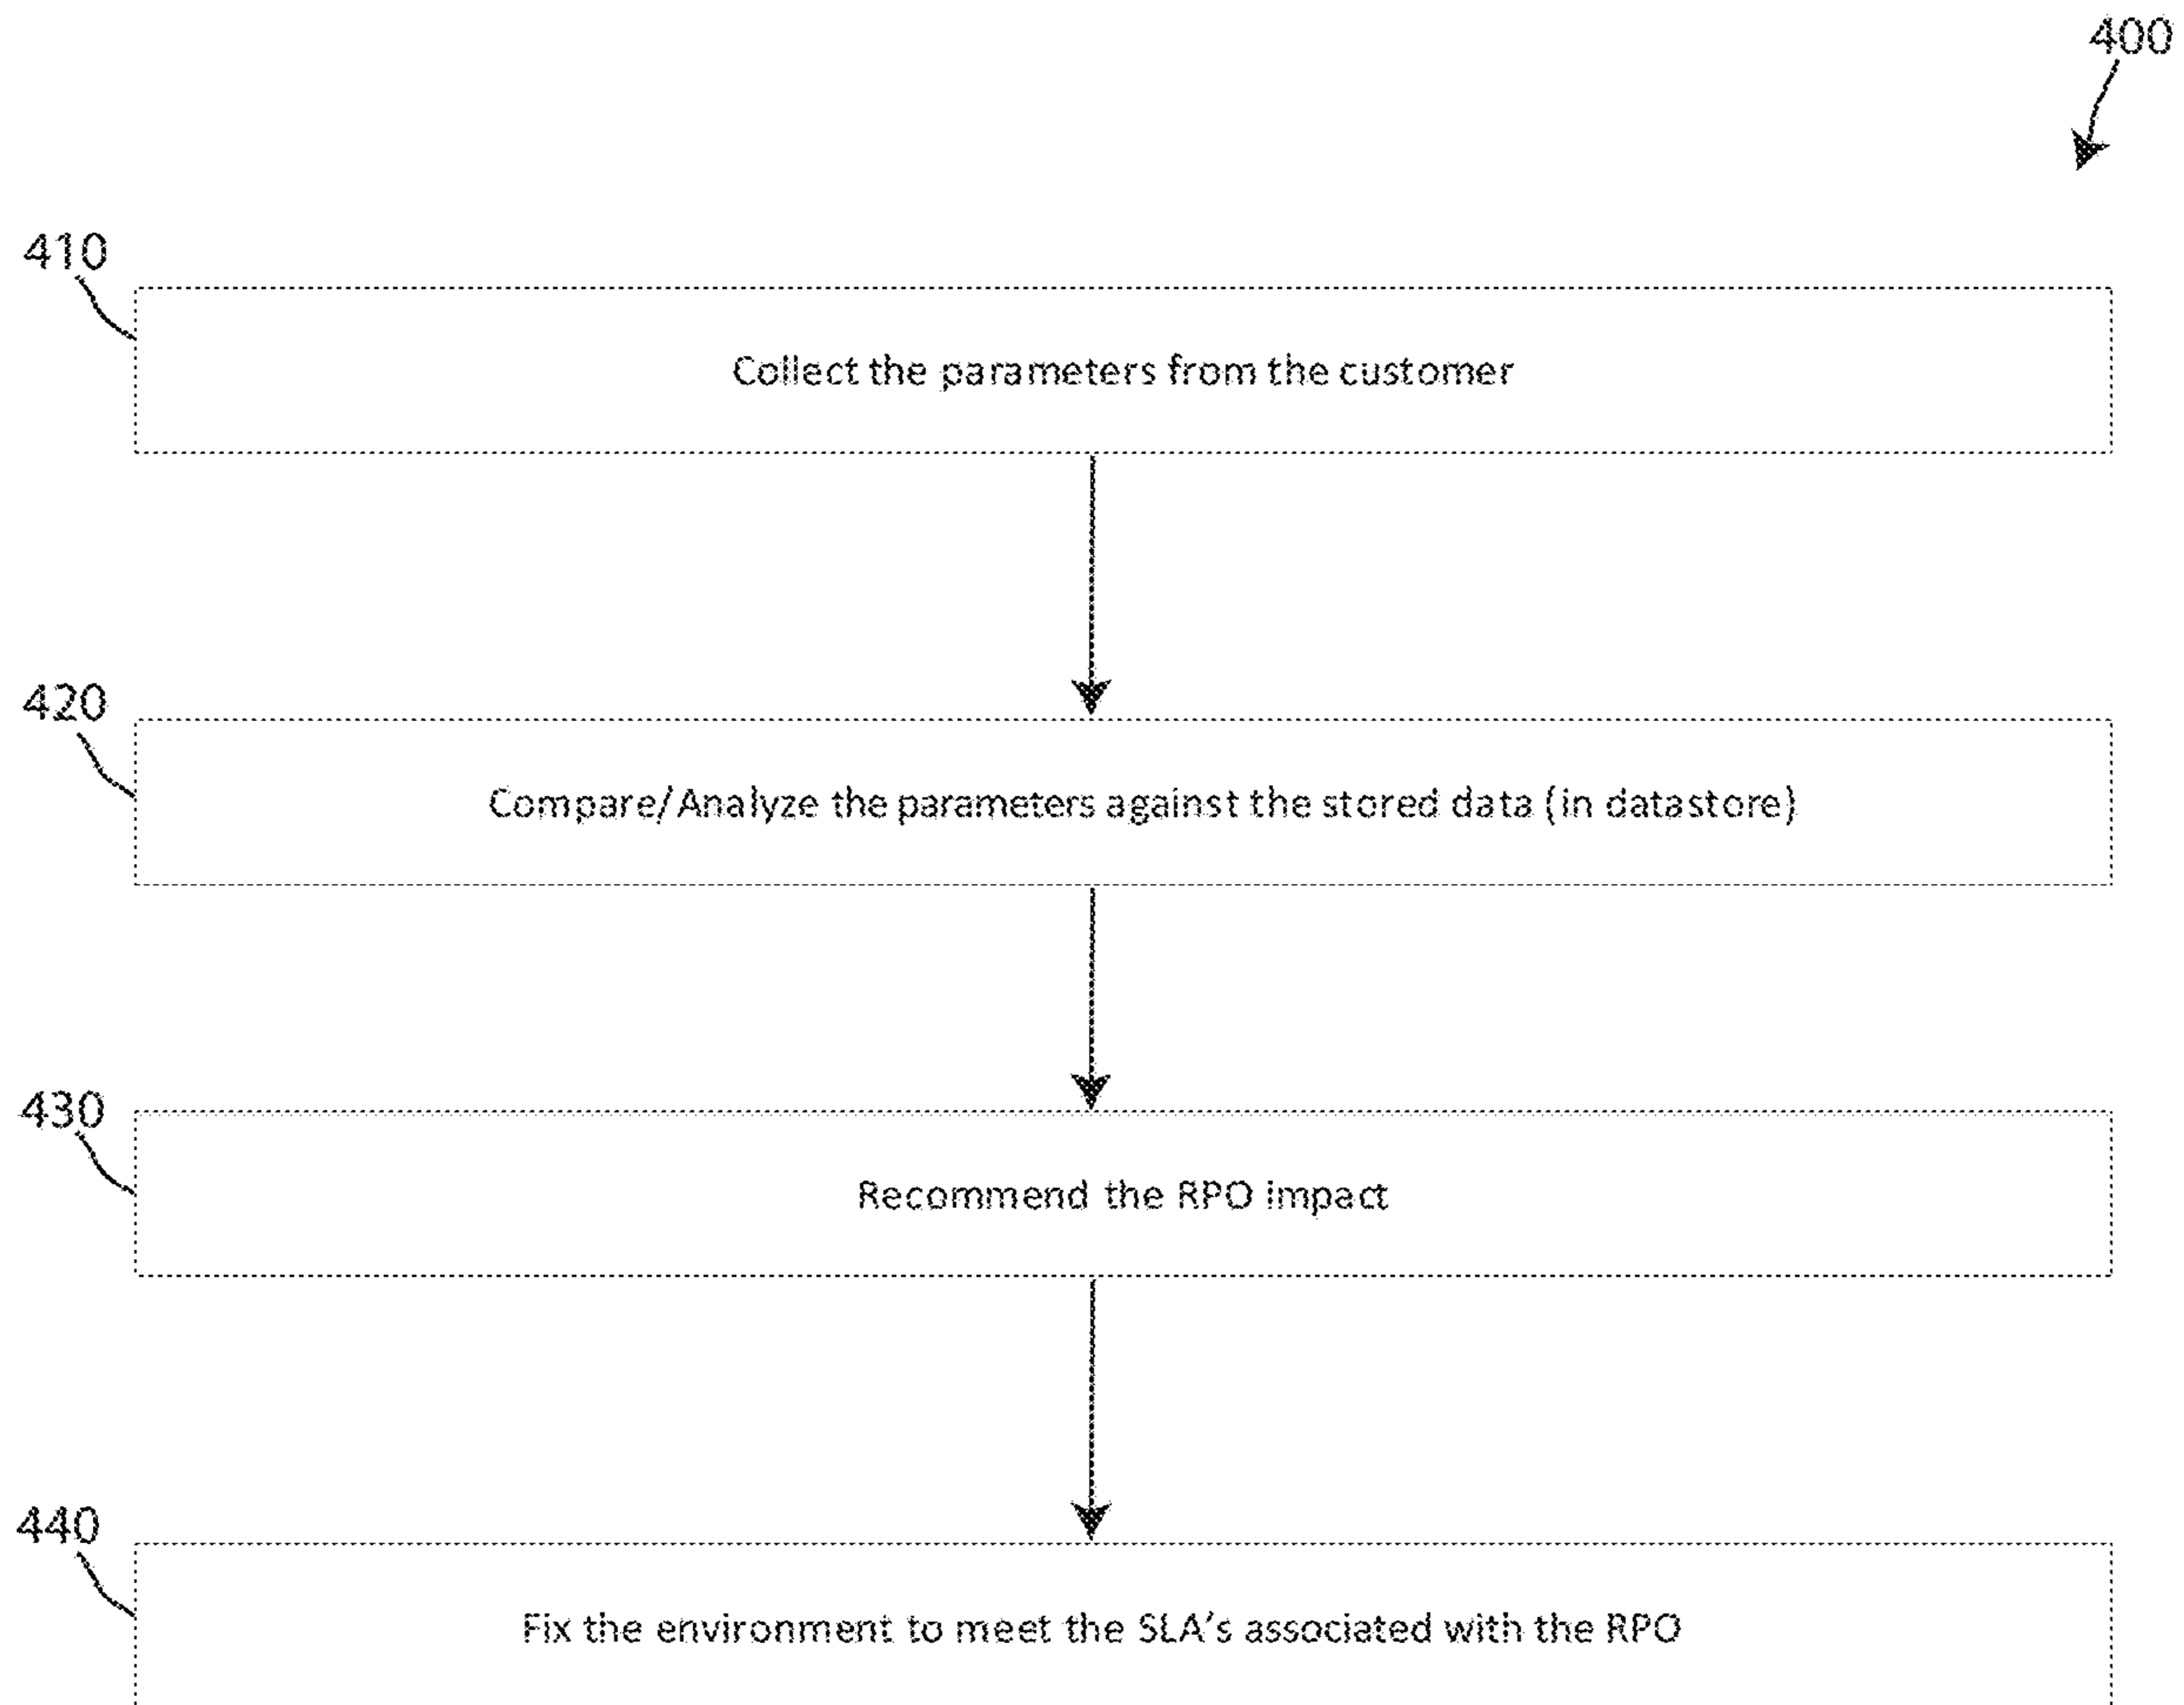 400
410
Collect the parameters from the customer
420
Compare/Analyze the parameters against the stored data (in datastore)
430
Recommend the RPO impact
440
Fix the environment to meet the SLA's associated with the RPO